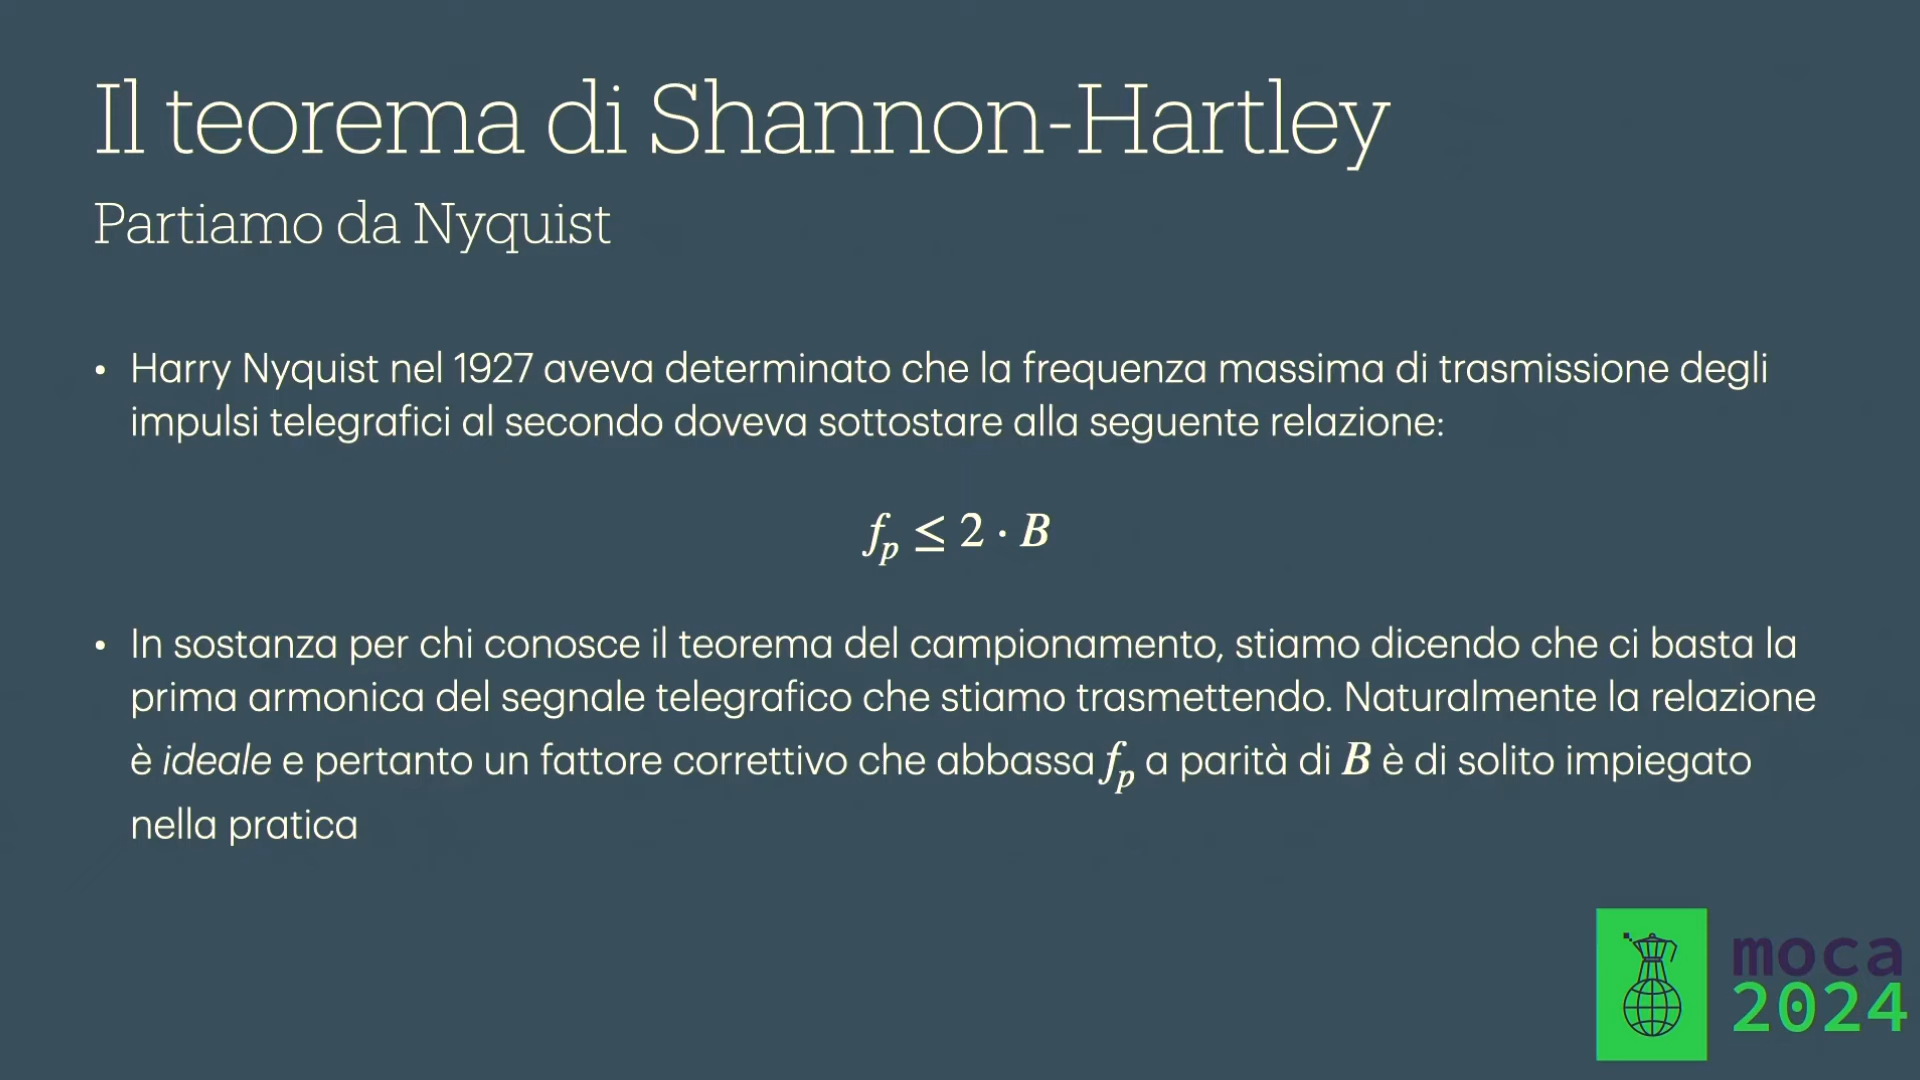 Il teorema di Shannon-Hartley
Partiamo da Nyquist
• Harry Nyquist nel 1927 aveva determinato che la frequenza massima di trasmissione degli
impulsi telegrafici al secondo doveva sottostare alla seguente relazione:
fₚ ≤ 2 · B
• In sostanza per chi conosce il teorema del campionamento, stiamo dicendo che ci basta la
prima armonica del segnale telegrafico che stiamo trasmettendo. Naturalmente la relazione
è ideale e pertanto un fattore correttivo che abbassa fₚ a parità di B è di solito impiegato
nella pratica
moca
2024